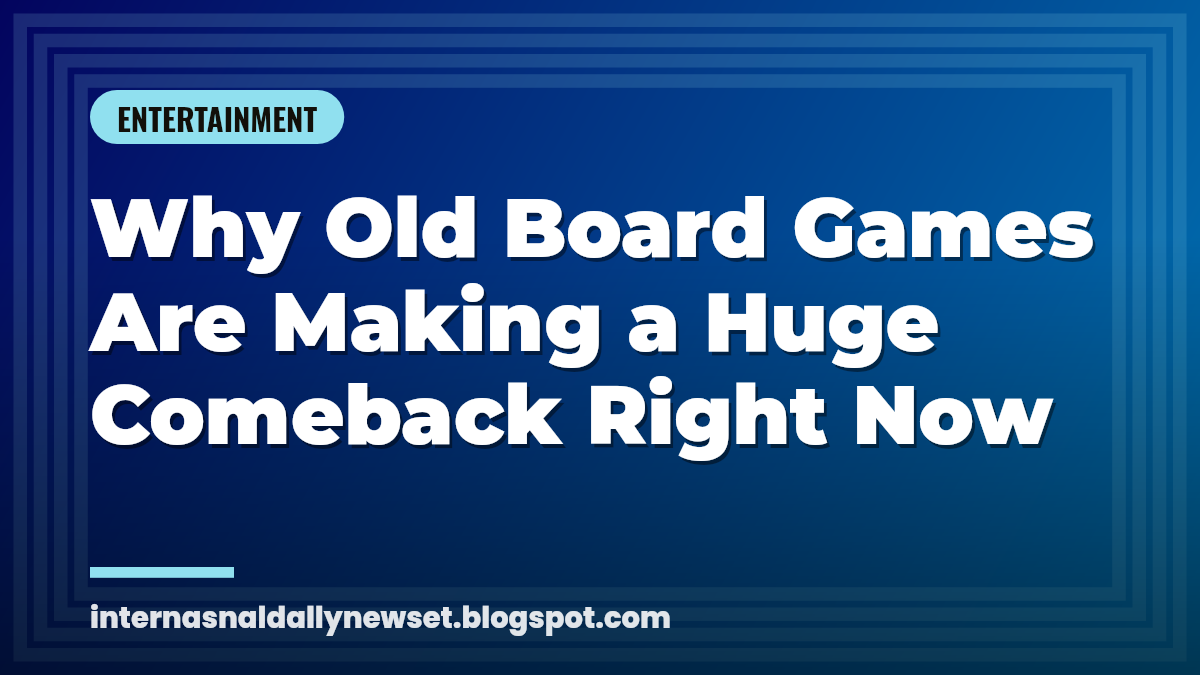 ENTERTAINMENT
Why Old Board Games
Are Making a Huge
Comeback Right Now
internasnaldallynewset.blogspot.com